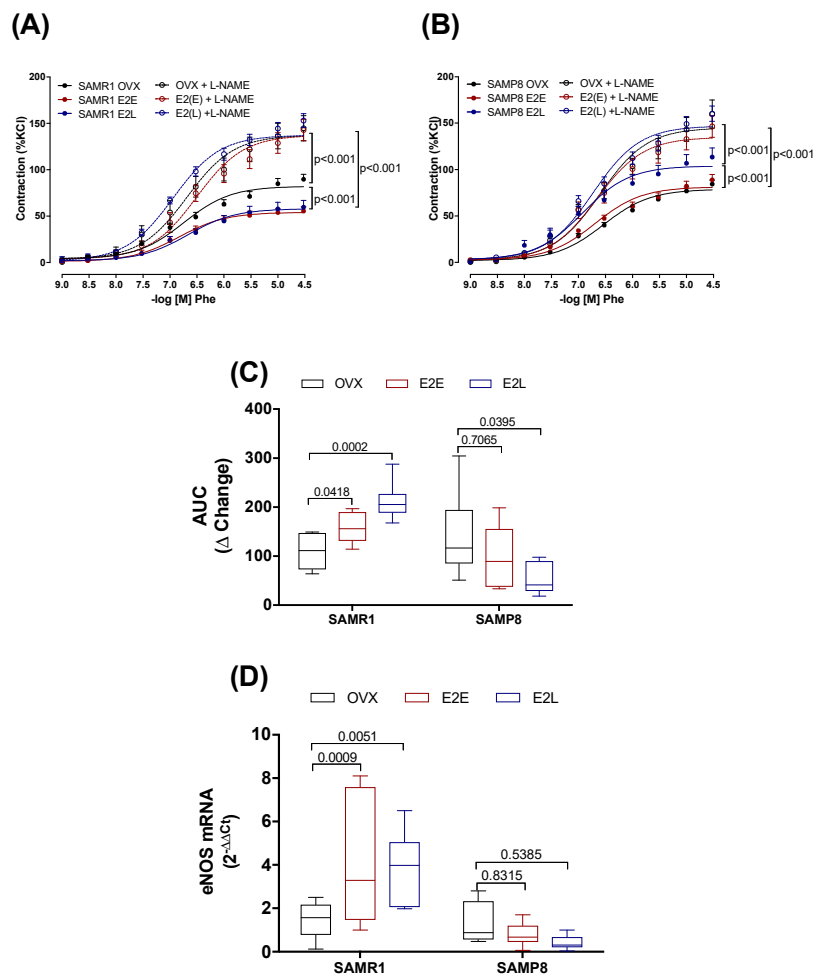 (A)
SAMR1 OVX
SAMR1 E2E
SAMR1 E2L
OVX + L-NAME
E2(E) + L-NAME
E2(L) +L-NAME
Contraction (%KCl)
200
150
100
50
0
p<0.001
p<0.001
p<0.001
9.0 8.5 8.0 7.5 7.0 6.5 6.0 5.5 5.0 4.5
-log [M] Phe
(B)
SAMP8 OVX
SAMP8 E2E
SAMP8 E2L
OVX + L-NAME
E2(E) + L-NAME
E2(L) +L-NAME
Contraction (%KCl)
200
150
100
50
0
p<0.001
p<0.001
p<0.001
9.0 8.5 8.0 7.5 7.0 6.5 6.0 5.5 5.0 4.5
-log [M] Phe
(C)
OVX E2E E2L
AUC
(Δ Change)
400
300
200
100
0
0.0002
0.0418
0.0395
0.7065
SAMR1 SAMP8
(D)
OVX E2E E2L
eNOS mRNA
(2-ΔΔCt)
10
8
6
4
2
0
0.0051
0.0009
0.5385
0.8315
SAMR1 SAMP8